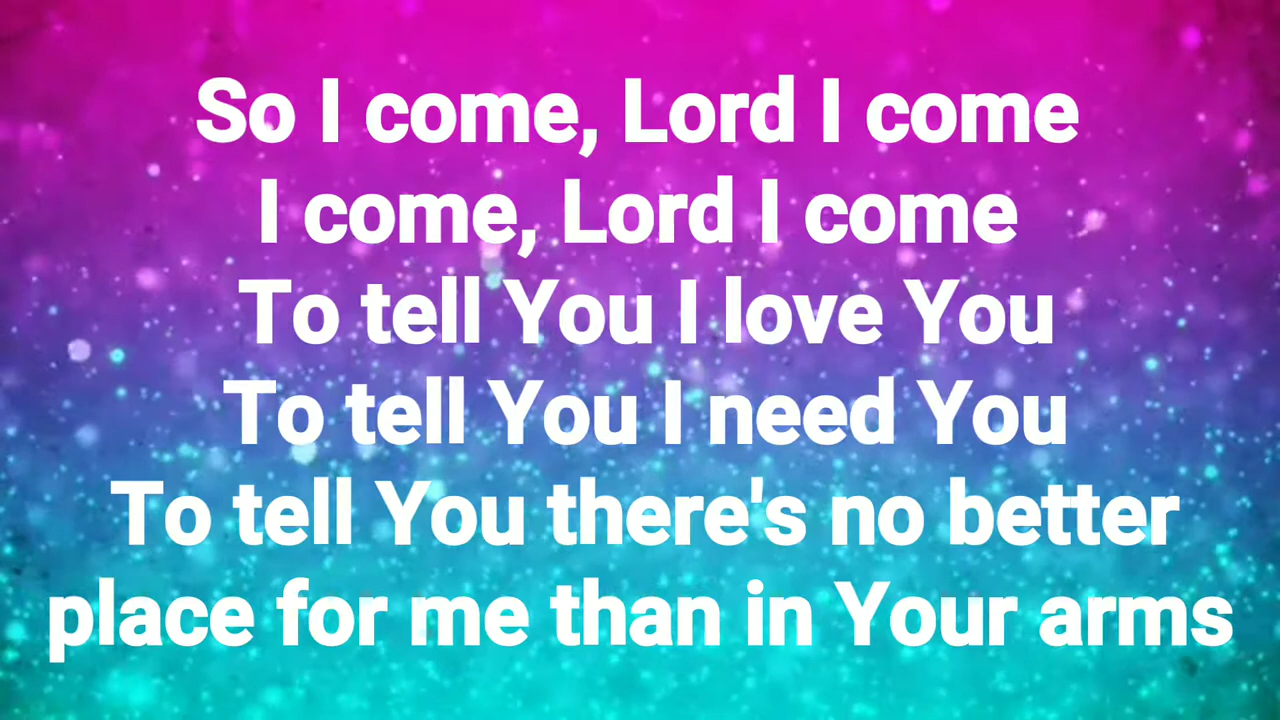 So I come, Lord I come
I come, Lord I come
To tell You I love You
To tell You I need You
To tell You there's no better
place for me than in Your arms